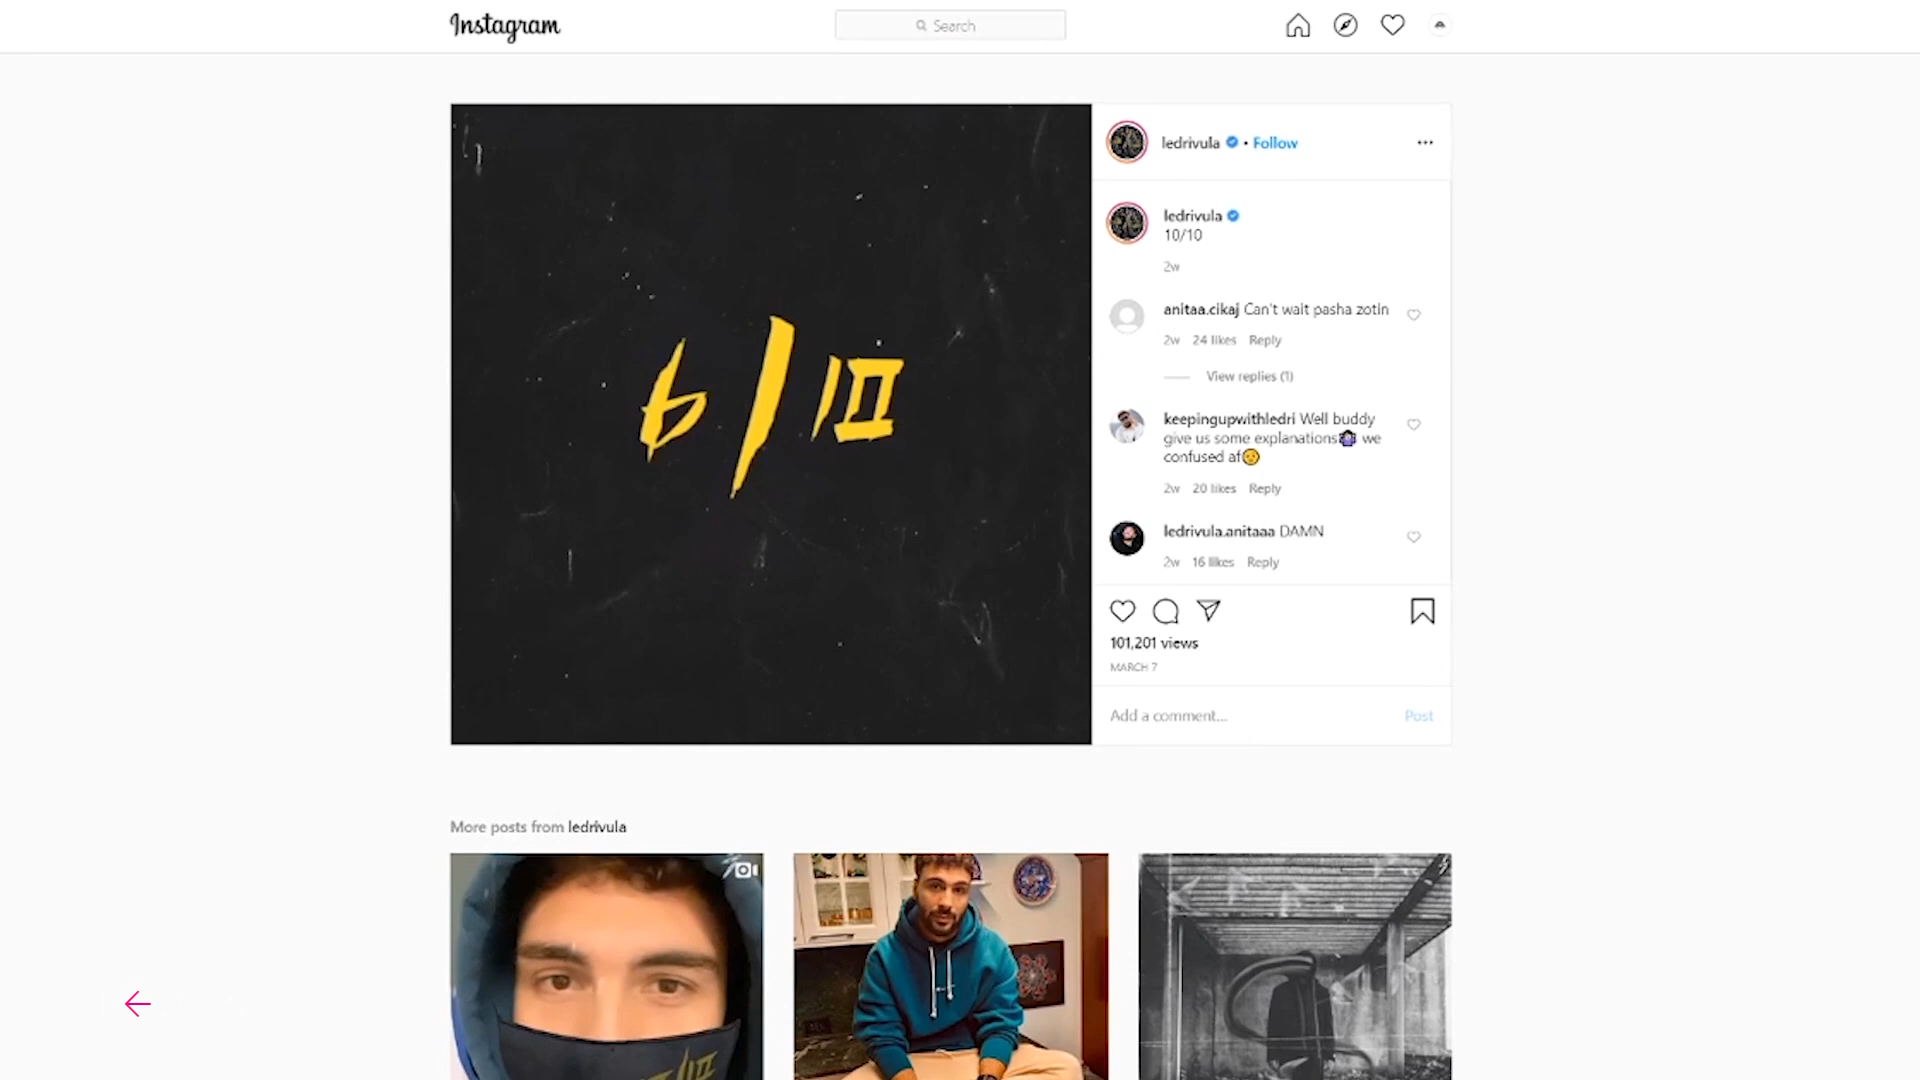 Instagram
Search
6/10
ledrivula • Follow
ledrivula
10/10
2w
anitaa.cikaj Can't wait pasha zotin
2w 24 likes Reply
View replies (1)
keepingupwithledri Well buddy
give us some explanations🤷🏻‍♀️ we
confused af😕
2w 20 likes Reply
ledrivula.anitaaa DAMN
2w 16 likes Reply
101,201 views
MARCH 7
Add a comment... Post
More posts from ledrivula